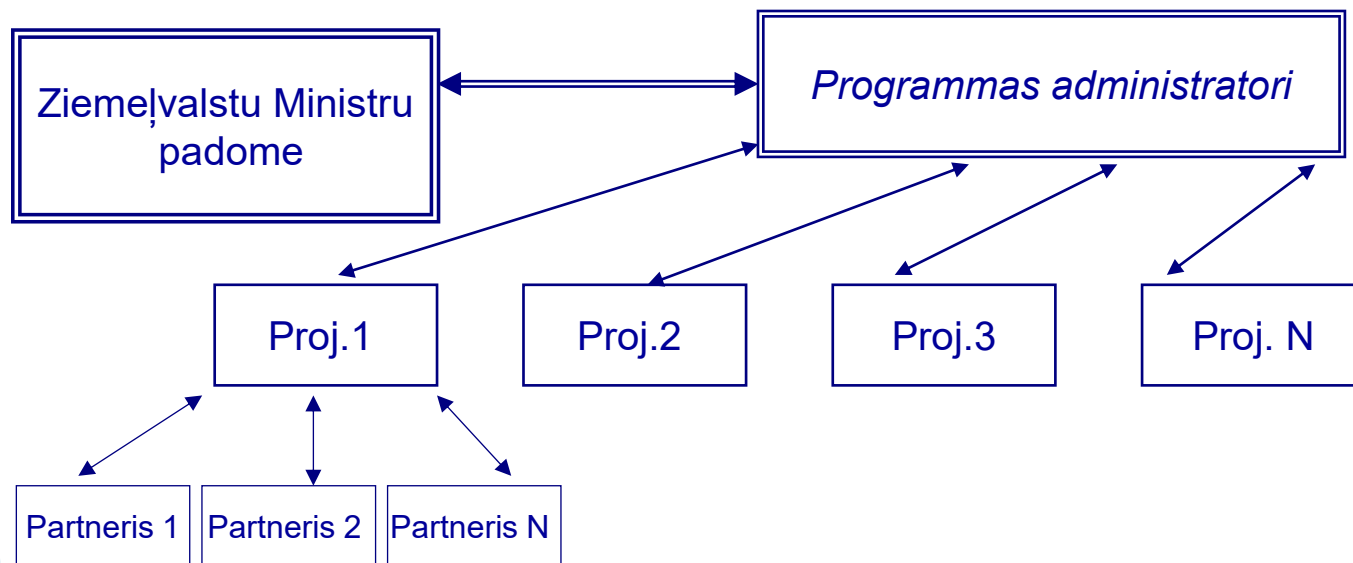 Ziemeļvalstu Ministru
padome
Programmas administratori
Proj.1
Proj.2
Proj.3
Proj. N
Partneris 1
Partneris 2
Partneris N